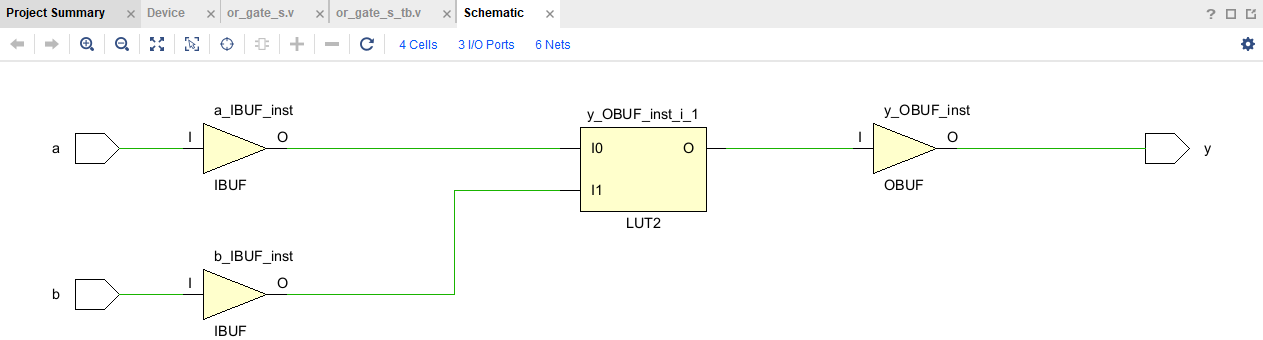 Project Summary × Device × or_gate_s.v × or_gate_s_tb.v × Schematic × ?
4 Cells 3 I/O Ports 6 Nets
a_IBUF_inst y_OBUF_inst_i_1 y_OBUF_inst
a I O I0 O I O y
IBUF I1 OBUF
LUT2
b_IBUF_inst
b I O
IBUF